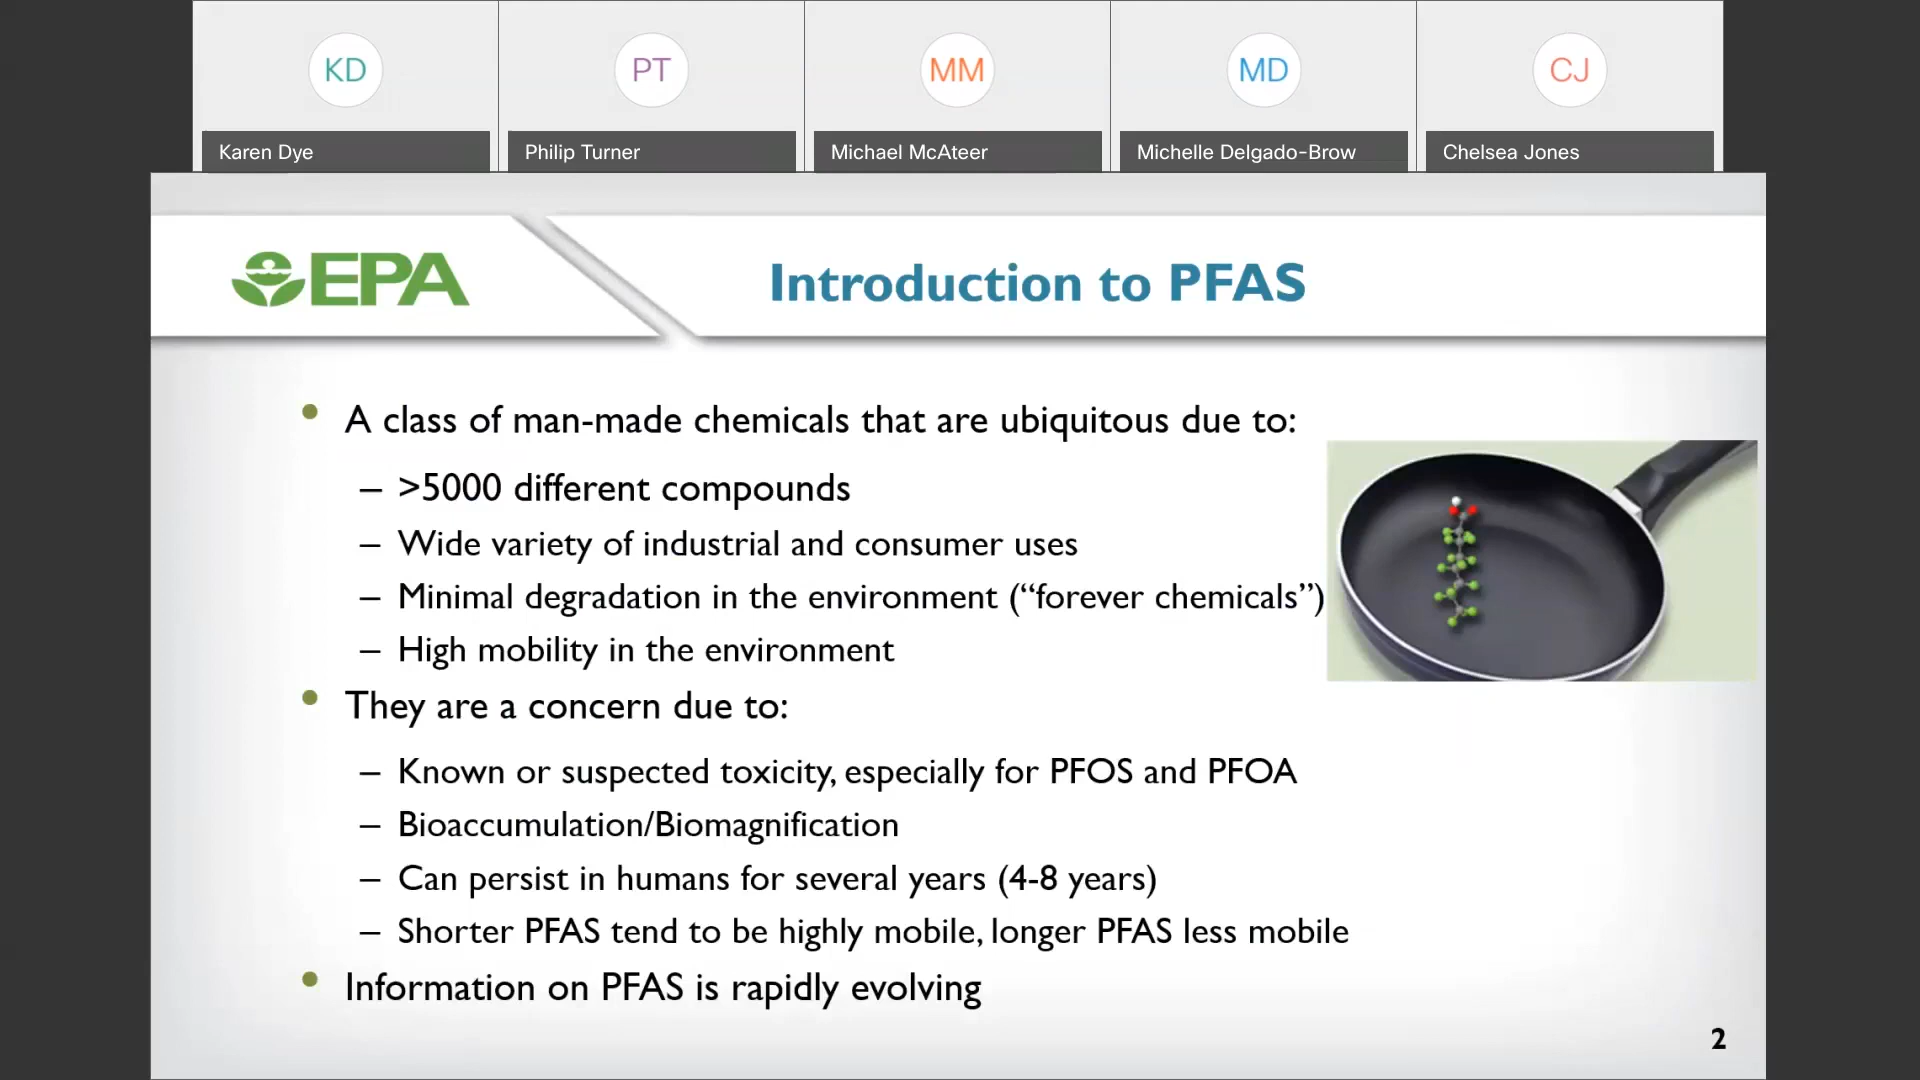 KD
PT
MM
MD
CJ
Karen Dye
Philip Turner
Michael McAteer
Michelle Delgado-Brow
Chelsea Jones
EPA
Introduction to PFAS
• A class of man-made chemicals that are ubiquitous due to:
– >5000 different compounds
– Wide variety of industrial and consumer uses
– Minimal degradation in the environment (“forever chemicals”)
– High mobility in the environment
• They are a concern due to:
– Known or suspected toxicity, especially for PFOS and PFOA
– Bioaccumulation/Biomagnification
– Can persist in humans for several years (4-8 years)
– Shorter PFAS tend to be highly mobile, longer PFAS less mobile
• Information on PFAS is rapidly evolving
2